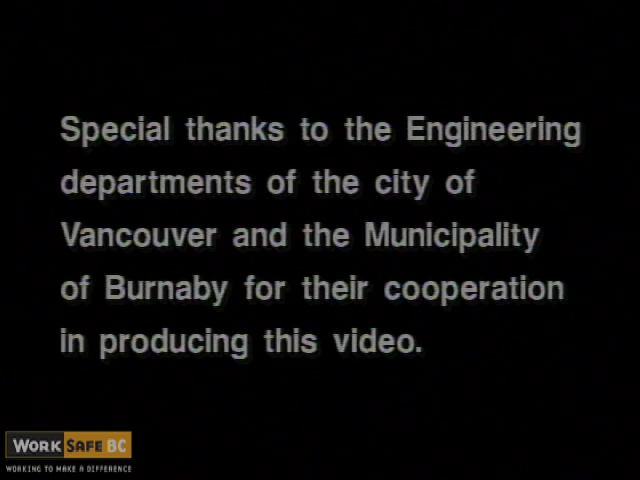 Special thanks to the Engineering
departments of the city of
Vancouver and the Municipality
of Burnaby for their cooperation
in producing this video.
WORK SAFE BC
WORKING TO MAKE A DIFFERENCE